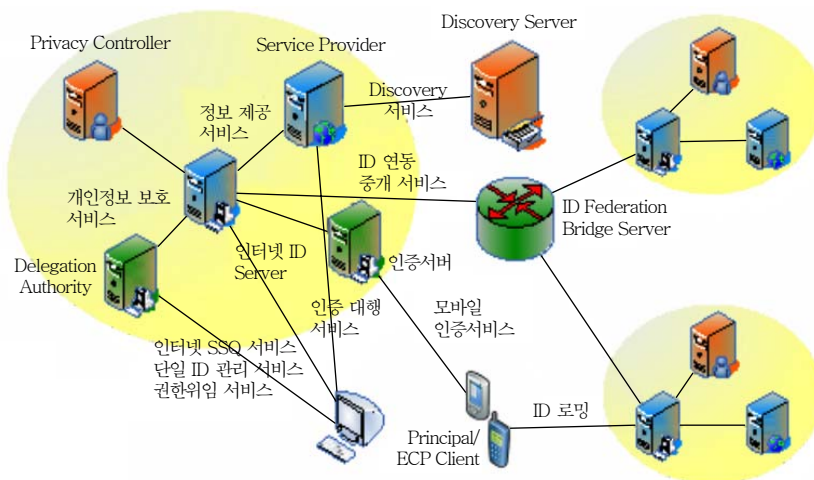 Privacy Controller
Service Provider
Discovery Server
Discovery
서비스
정보 제공
서비스
ID 연동
중개 서비스
개인정보 보호
서비스
ID Federation
Bridge Server
인터넷 ID
Server
인증서버
Delegation
Authority
인증 대행
서비스
모바일
인증서비스
인터넷 SSQ 서비스
단일 ID 관리 서비스
권한위임 서비스
ID 로밍
Principal/
ECP Client